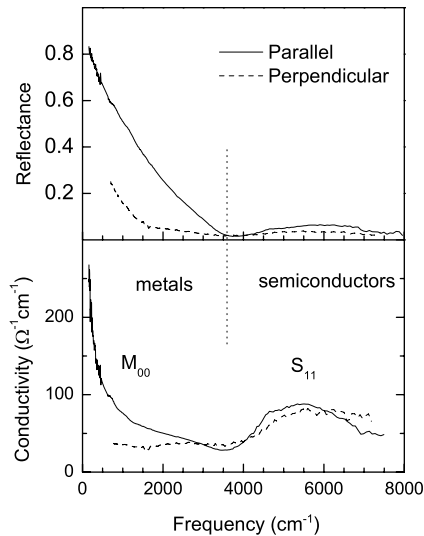 0.8
0.6
0.4
0.2
Reflectance
Parallel
Perpendicular
metals
semiconductors
M00
S11
200
100
0
Conductivity (Ω-1cm-1)
0 2000 4000 6000 8000
Frequency (cm-1)